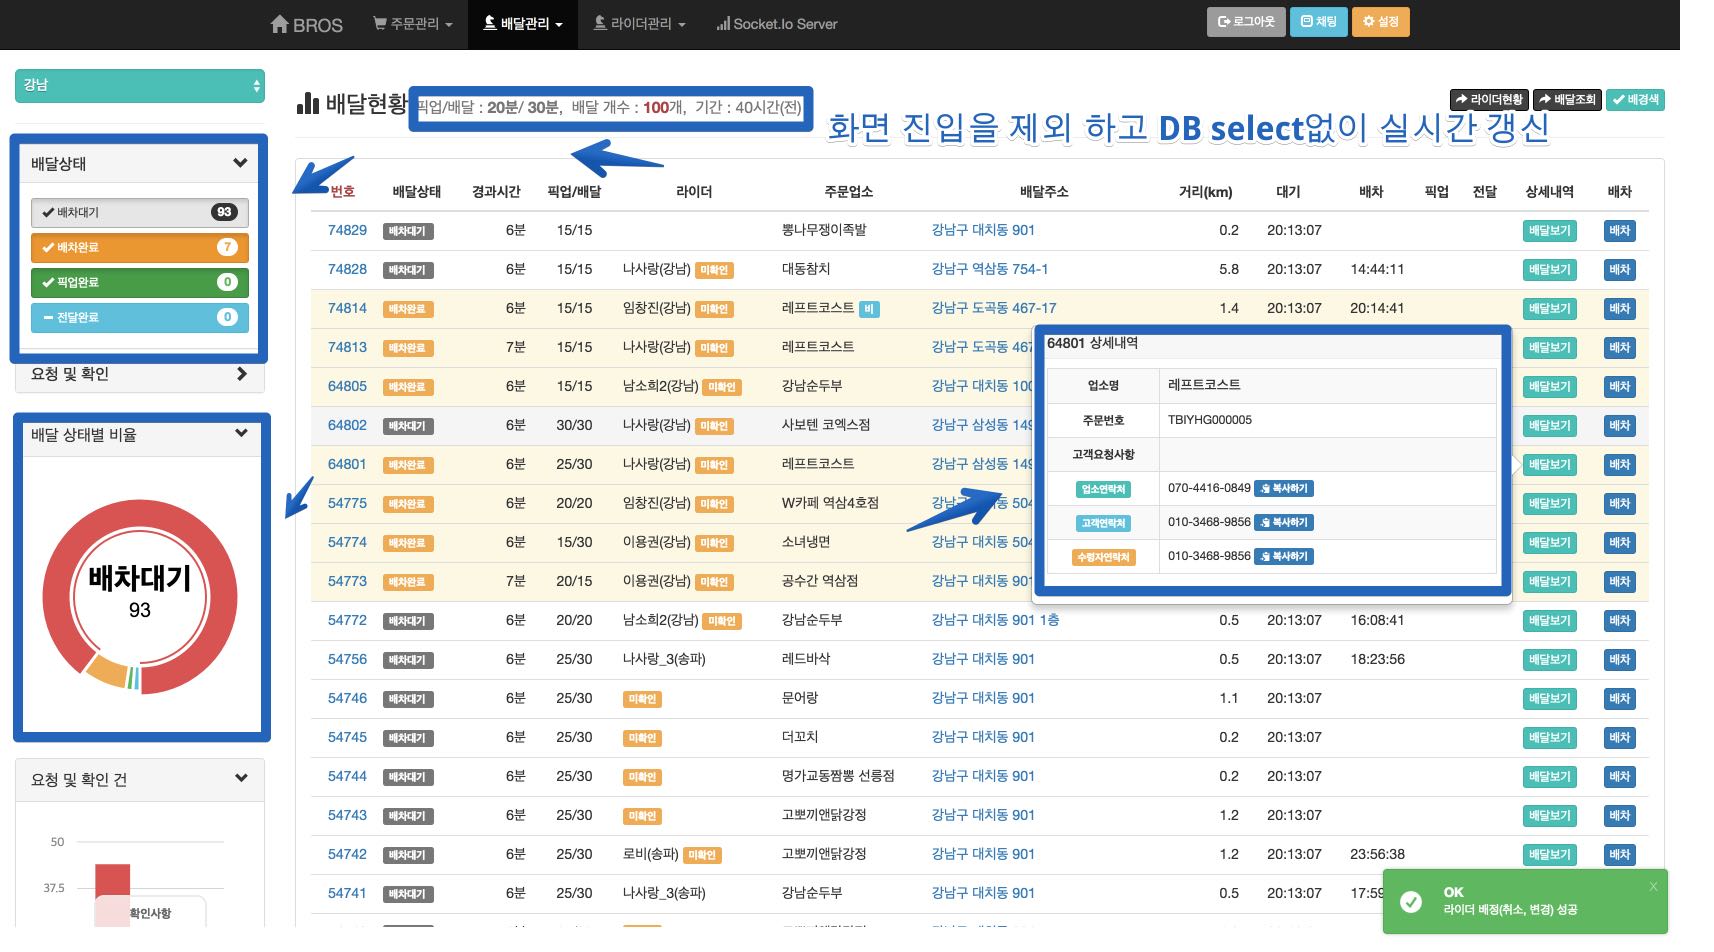 BROS 주문관리 배달관리 라이더관리 Socket.Io Server 로그아웃 채팅 설정
강남
배달상태
배차대기 93
배차완료 7
픽업완료 0
전달완료 0
요청 및 확인
배달 상태별 비율
배차대기
93
요청 및 확인 건
50
37.5
확인사항
배달현황 픽업/배달 : 20분/ 30분, 배달 개수 : 100개, 기간 : 40시간(전)
라이더현황 배달조회 배경색
화면 진입을 제외 하고 DB select없이 실시간 갱신
번호 배달상태 경과시간 픽업/배달 라이더 주문업소 배달주소 거리(km) 대기 배차 픽업 전달 상세내역 배차
74829 배차대기 6분 15/15 뽕나무쟁이족발 강남구 대치동 901 0.2 20:13:07 배달보기 배차
74828 배차대기 6분 15/15 나사랑(강남) 미확인 대동참치 강남구 역삼동 754-1 5.8 20:13:07 14:44:11 배달보기 배차
74814 배차완료 6분 15/15 임창진(강남) 미확인 레프트코스트 비 강남구 도곡동 467-17 1.4 20:13:07 20:14:41 배달보기 배차
74813 배차완료 7분 15/15 나사랑(강남) 미확인 레프트코스트 강남구 도곡동 467 배달보기 배차
64805 배차완료 6분 15/15 남소희2(강남) 미확인 강남순두부 강남구 대치동 100 배달보기 배차
64802 배차대기 6분 30/30 나사랑(강남) 미확인 사보텐 코엑스점 강남구 삼성동 149 배달보기 배차
64801 배차완료 6분 25/30 나사랑(강남) 미확인 레프트코스트 강남구 삼성동 149 배달보기 배차
54775 배차완료 6분 20/20 임창진(강남) 미확인 W카페 역삼4호점 강남구 대치동 504 배달보기 배차
54774 배차완료 6분 15/30 이용권(강남) 미확인 소녀냉면 강남구 대치동 504 배달보기 배차
54773 배차완료 7분 20/15 이용권(강남) 미확인 공수간 역삼점 강남구 대치동 901 배달보기 배차
54772 배차대기 6분 20/20 남소희2(강남) 미확인 강남순두부 강남구 대치동 901 1층 0.5 20:13:07 16:08:41 배달보기 배차
54756 배차대기 6분 25/30 나사랑_3(송파) 레드바삭 강남구 대치동 901 0.5 20:13:07 18:23:56 배달보기 배차
54746 배차대기 6분 25/30 미확인 문어랑 강남구 대치동 901 1.1 20:13:07 배달보기 배차
54745 배차대기 6분 25/30 미확인 더꼬치 강남구 대치동 901 0.2 20:13:07 배달보기 배차
54744 배차대기 6분 25/30 미확인 명가교동짬뽕 선릉점 강남구 대치동 901 0.2 20:13:07 배달보기 배차
54743 배차대기 6분 25/30 미확인 고뽀끼앤닭강정 강남구 대치동 901 1.2 20:13:07 배달보기 배차
54742 배차대기 6분 25/30 로비(송파) 미확인 고뽀끼앤닭강정 강남구 대치동 901 1.2 20:13:07 23:56:38 배달보기 배차
54741 배차대기 6분 25/30 나사랑_3(송파) 강남순두부 강남구 대치동 901 0.5 20:13:07 17:59
64801 상세내역
업소명 레프트코스트
주문번호 TBIYHG000005
고객요청사항
업소연락처 070-4416-0849 복사하기
고객연락처 010-3468-9856 복사하기
수령자연락처 010-3468-9856 복사하기
OK X
라이더 배정(취소, 변경) 성공